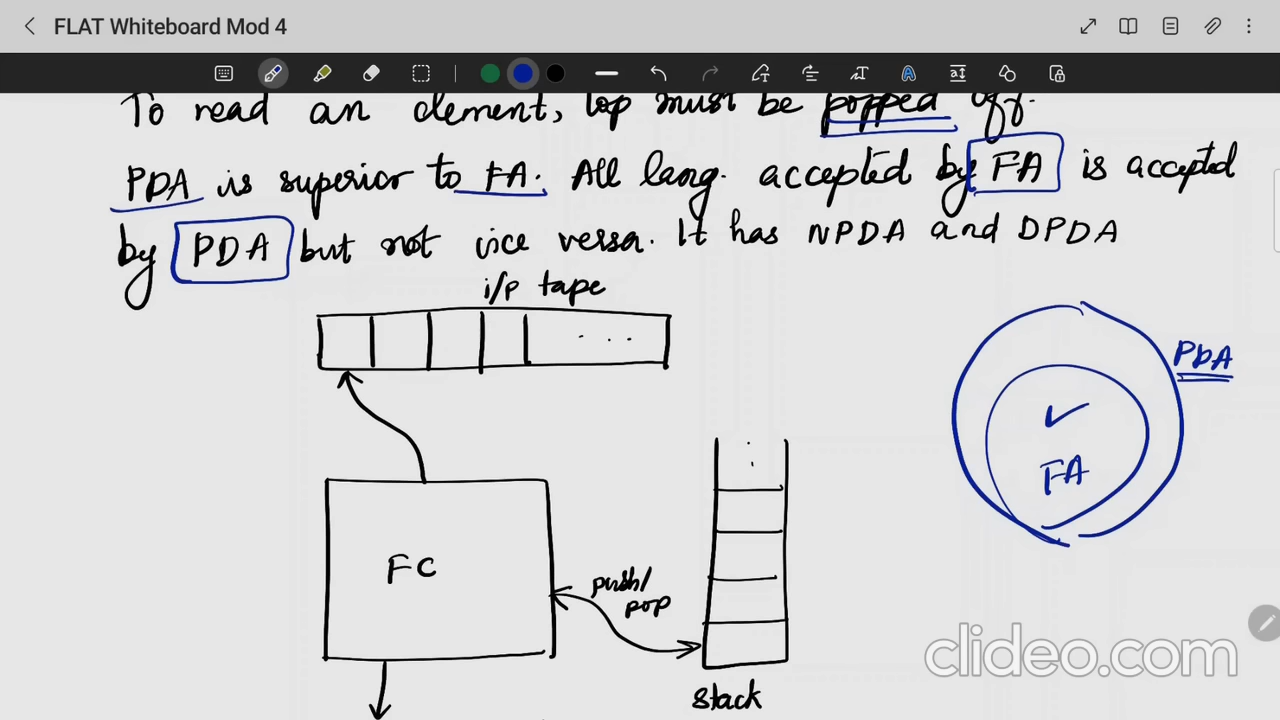 FLAT Whiteboard Mod 4
To read an element, top must be popped off.
PDA is superior to FA. All lang. accepted by FA is accepted
by PDA but not vice versa. It has NPDA and DPDA
i/p tape
. . .
PDA
FA
FC
push/
pop
stack
clideo.com